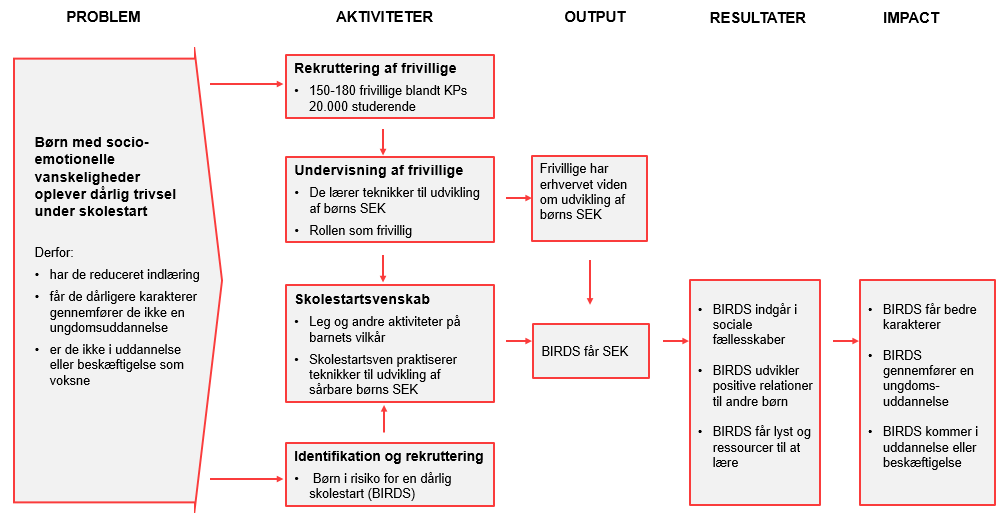 PROBLEM
AKTIVITETER
OUTPUT
RESULTATER
IMPACT
Børn med socio-
emotionelle
vanskeligheder
oplever dårlig trivsel
under skolestart
Derfor:
• har de reduceret indlæring
• får de dårligere karakterer
gennemfører de ikke en
ungdomsuddannelse
• er de ikke i uddannelse
eller beskæftigelse som
voksne
Rekruttering af frivillige
• 150-180 frivillige blandt KPs
20.000 studerende
Undervisning af frivillige
• De lærer teknikker til udvikling
af børns SEK
• Rollen som frivillig
Skolestartsvenskab
• Leg og andre aktiviteter på
barnets vilkår
• Skolestartsven praktiserer
teknikker til udvikling af
sårbare børns SEK
Identifikation og rekruttering
• Børn i risiko for en dårlig
skolestart (BIRDS)
Frivillige har
erhvervet viden
om udvikling af
børns SEK
BIRDS får SEK
• BIRDS indgår i
sociale
fællesskaber
• BIRDS udvikler
positive relationer
til andre børn
• BIRDS får lyst og
ressourcer til at
lære
• BIRDS får bedre
karakterer
• BIRDS
gennemfører en
ungdoms-
uddannelse
• BIRDS kommer i
uddannelse eller
beskæftigelse